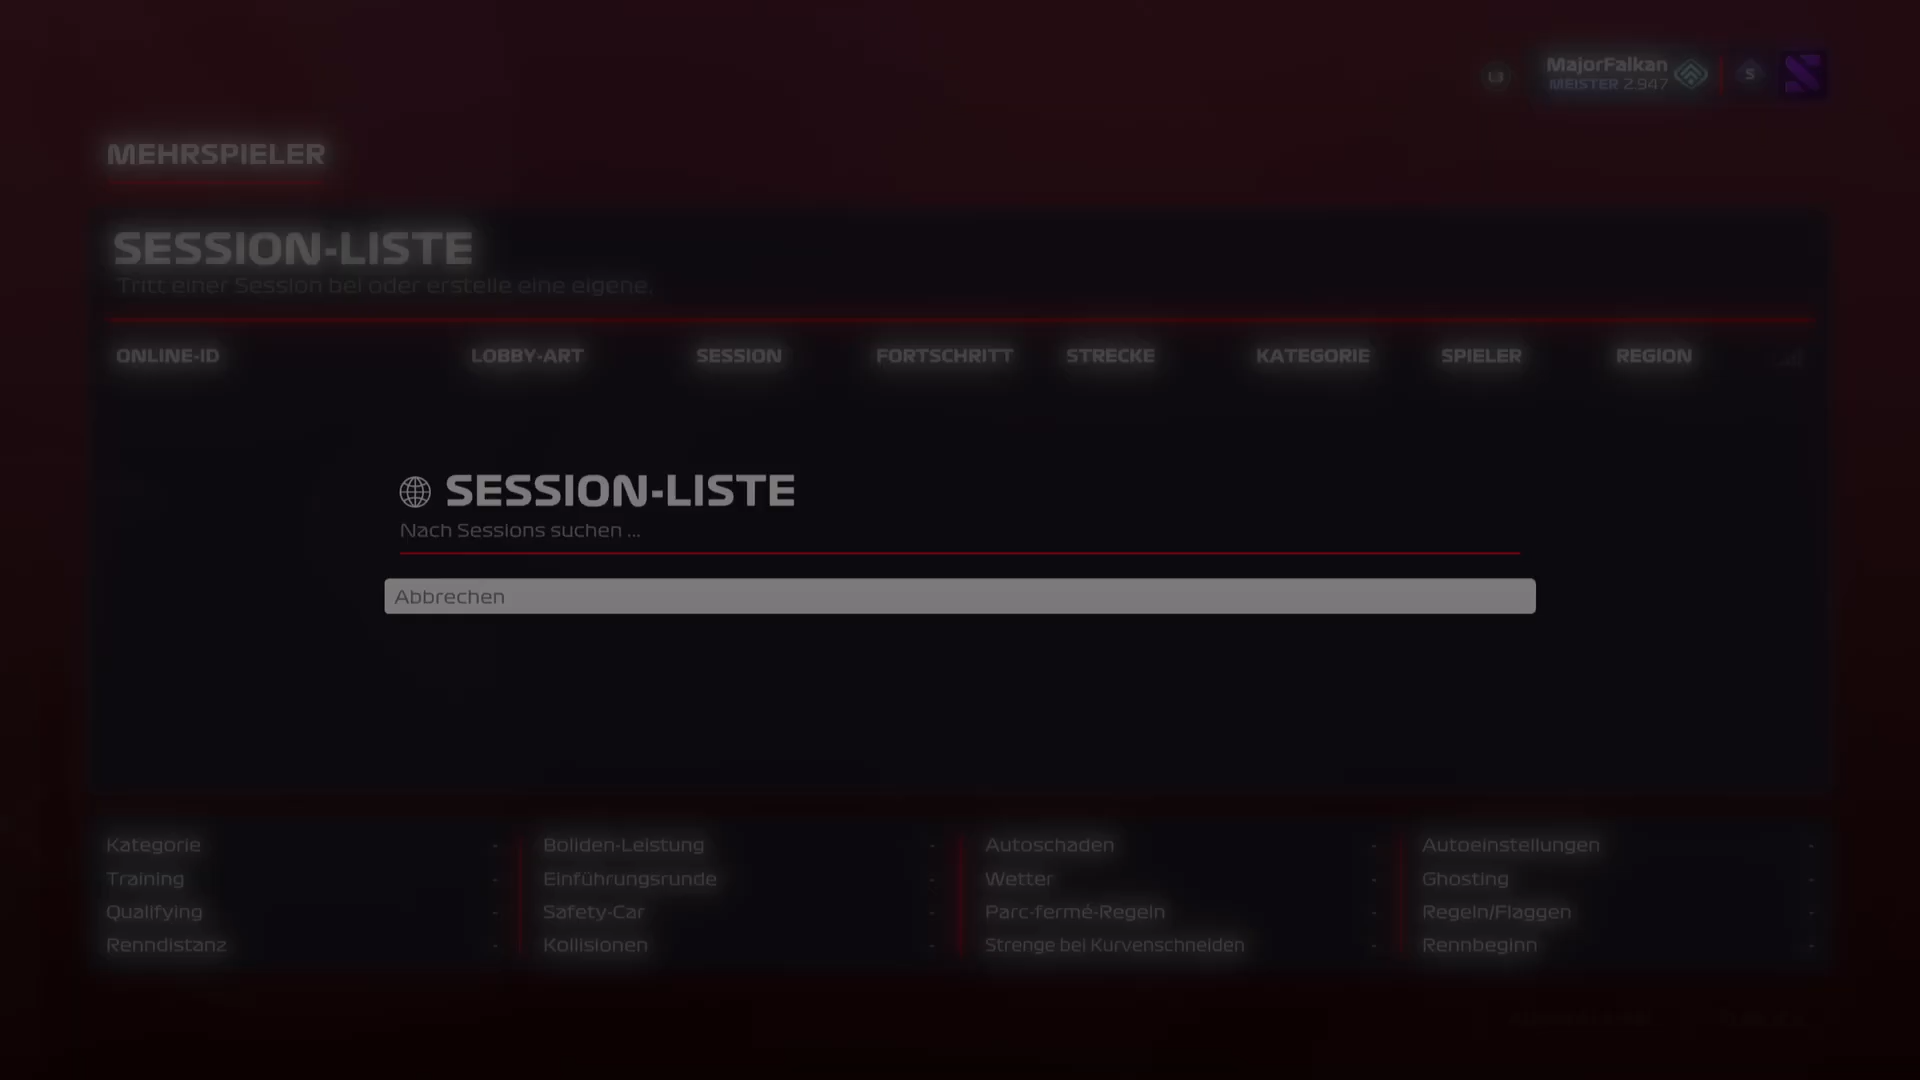 L3
MajorFalkan
MEISTER 2.947
S
MEHRSPIELER
SESSION-LISTE
Tritt einer Session bei oder erstelle eine eigene.
ONLINE-ID LOBBY-ART SESSION FORTSCHRITT STRECKE KATEGORIE SPIELER REGION
SESSION-LISTE
Nach Sessions suchen ...
Abbrechen
Kategorie - Boliden-Leistung - Autoschaden - Autoeinstellungen -
Training - Einführungsrunde - Wetter - Ghosting -
Qualifying - Safety-Car - Parc-fermé-Regeln - Regeln/Flaggen -
Renndistanz - Kollisionen - Strenge bei Kurvenschneiden - Rennbeginn -